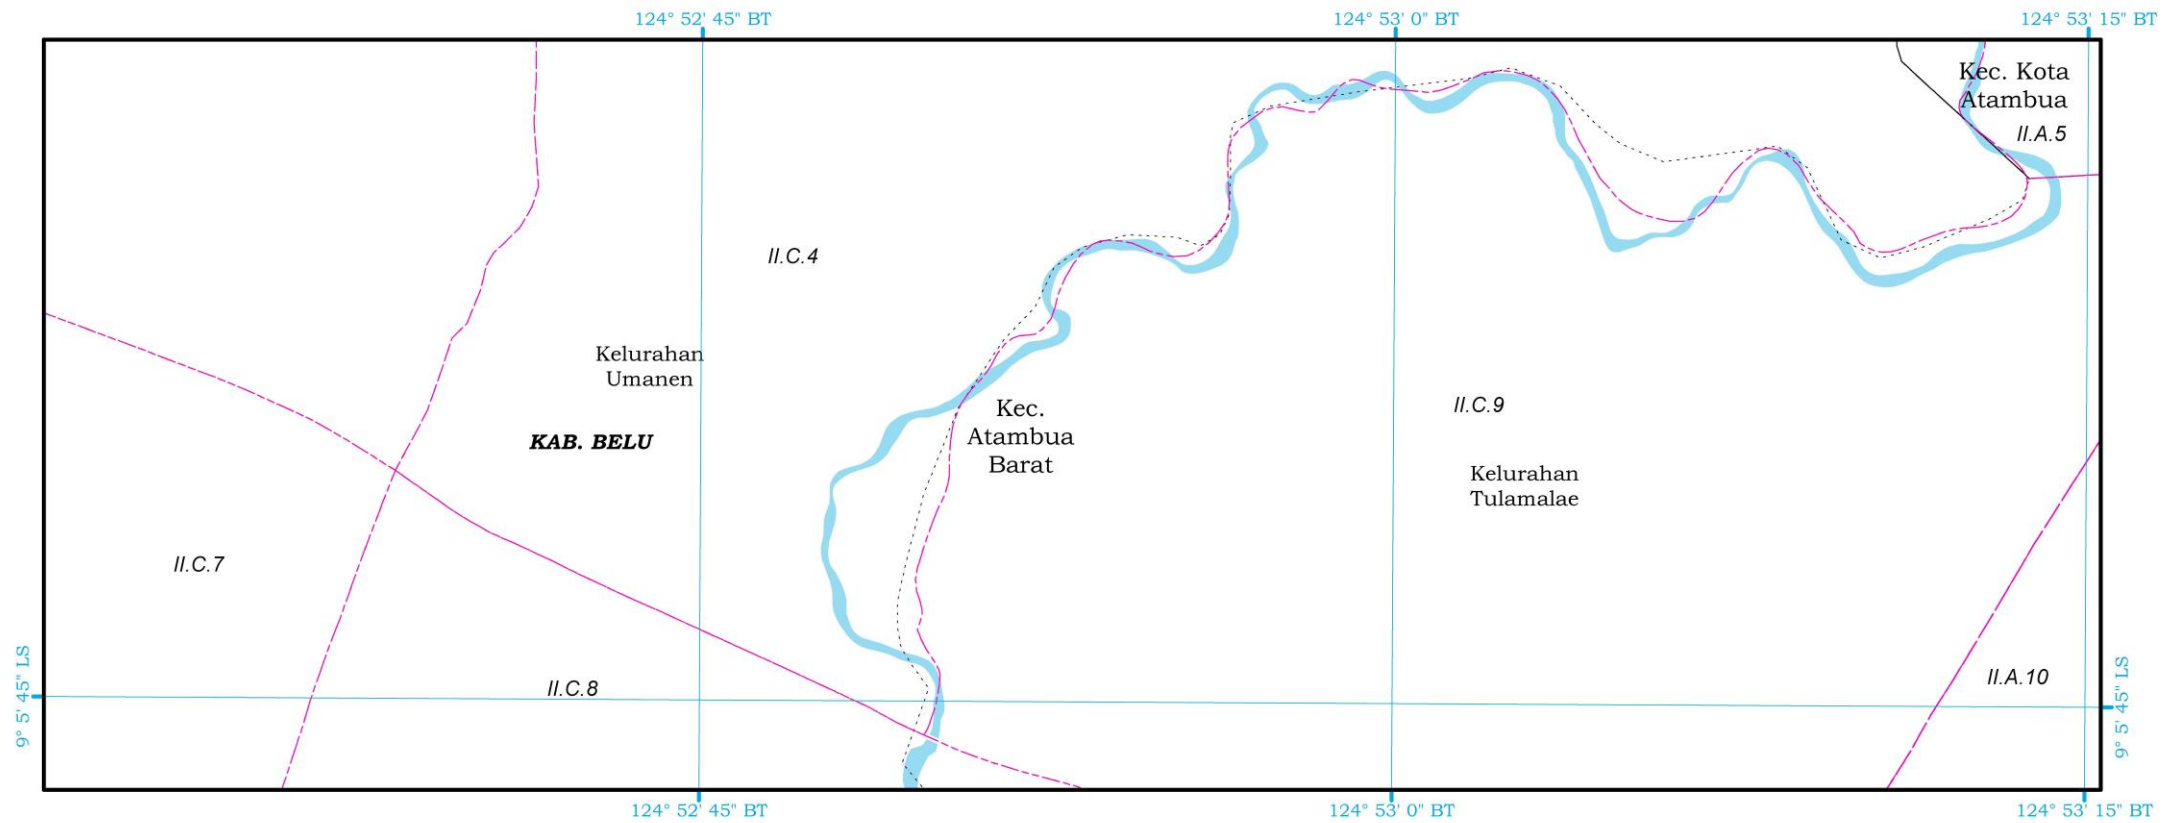 124° 52' 45" BT
124° 53' 0" BT
124° 53' 15" BT
Kec. Kota
Atambua
II.A.5
II.C.4
Kelurahan
Umanen
KAB. BELU
Kec.
Atambua
Barat
II.C.9
Kelurahan
Tulamalae
II.C.7
II.C.8
II.A.10
9° 5' 45" LS
9° 5' 45" LS
124° 52' 45" BT
124° 53' 0" BT
124° 53' 15" BT